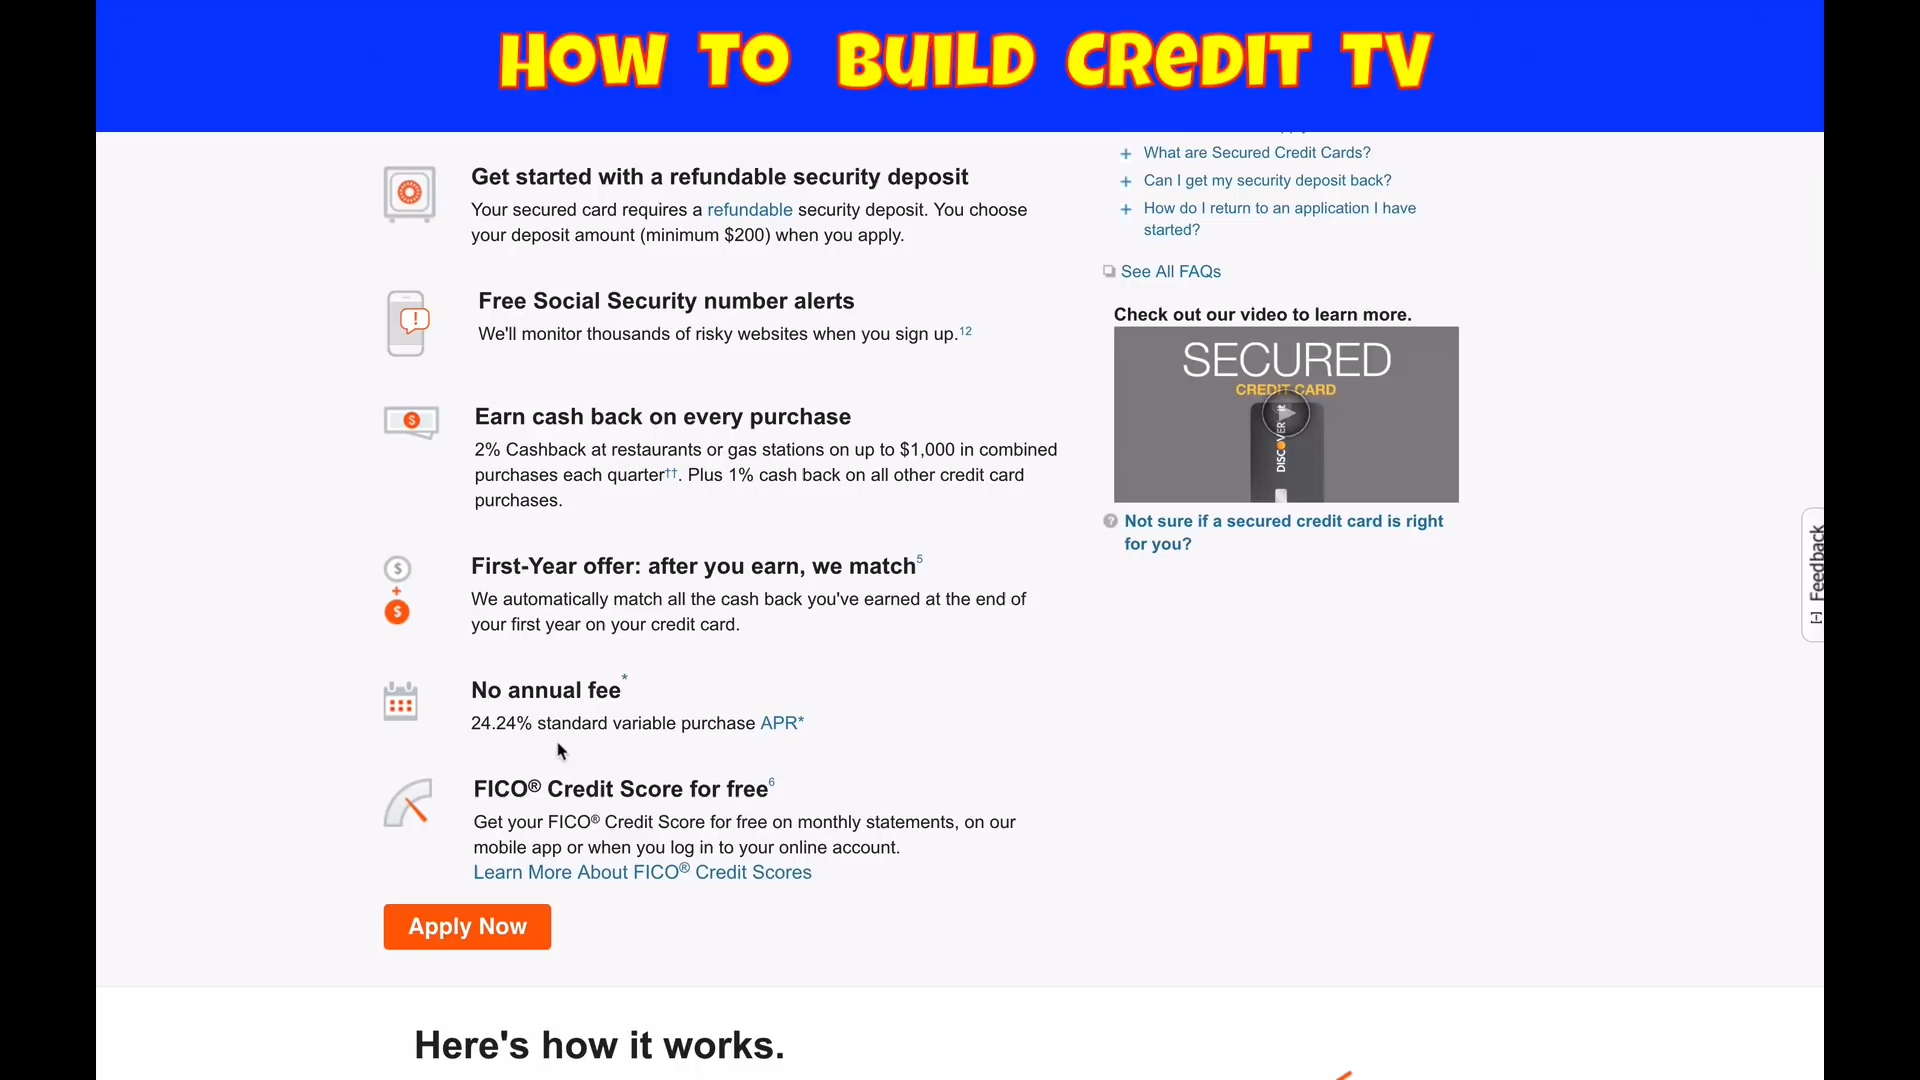 HOW TO BUILD CREDIT TV
Get started with a refundable security deposit
Your secured card requires a refundable security deposit. You choose
your deposit amount (minimum $200) when you apply.
Free Social Security number alerts
We'll monitor thousands of risky websites when you sign up.12
Earn cash back on every purchase
2% Cashback at restaurants or gas stations on up to $1,000 in combined
purchases each quarter††. Plus 1% cash back on all other credit card
purchases.
First-Year offer: after you earn, we match5
We automatically match all the cash back you've earned at the end of
your first year on your credit card.
No annual fee*
24.24% standard variable purchase APR*
FICO® Credit Score for free6
Get your FICO® Credit Score for free on monthly statements, on our
mobile app or when you log in to your online account.
Learn More About FICO® Credit Scores
Apply Now
+ What are Secured Credit Cards?
+ Can I get my security deposit back?
+ How do I return to an application I have
started?
See All FAQs
Check out our video to learn more.
SECURED
CREDIT CARD
DISCOVER it
Not sure if a secured credit card is right
for you?
[-] Feedback
Here's how it works.